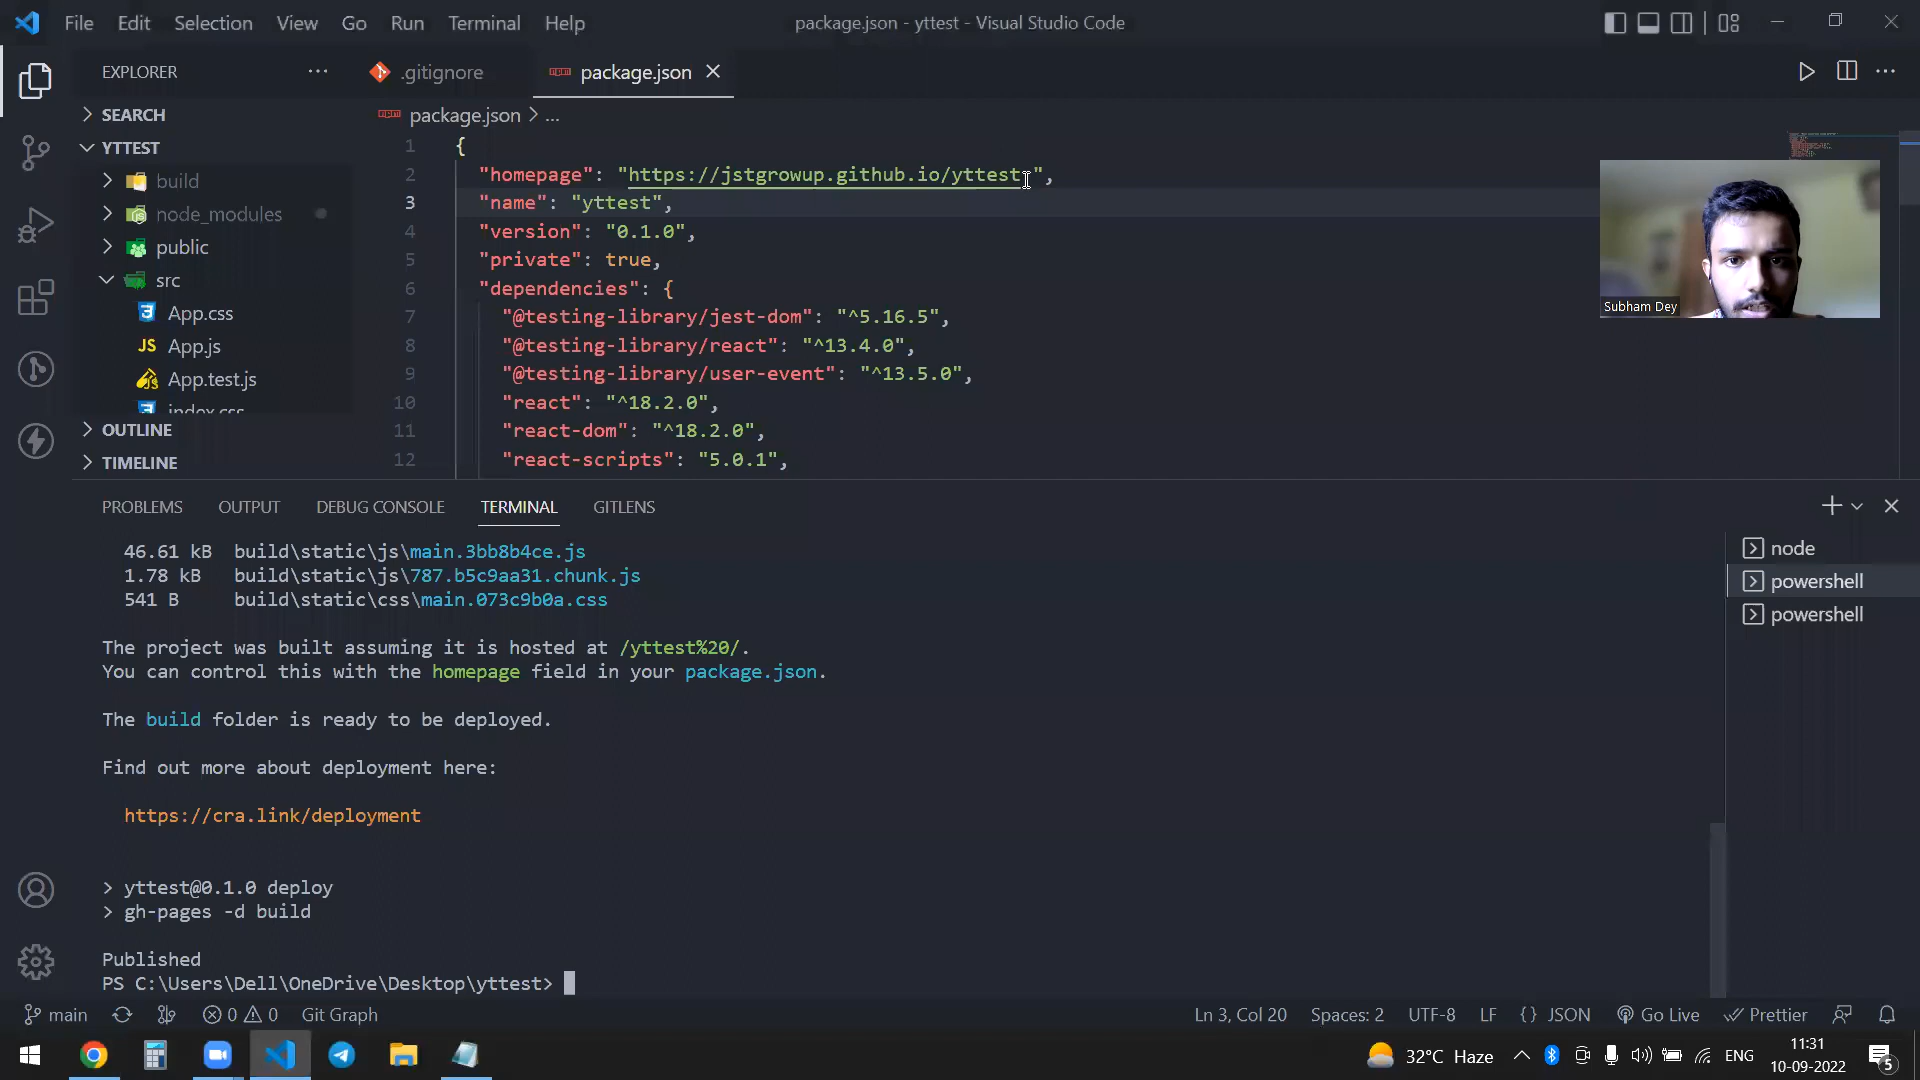 File Edit Selection View Go Run Terminal Help
package.json - yttest - Visual Studio Code
EXPLORER
.gitignore
package.json
SEARCH
YTTEST
build
node_modules
public
src
App.css
App.js
App.test.js
index.css
OUTLINE
TIMELINE
package.json > ...
1 {
2 "homepage": "https://jstgrowup.github.io/yttest ",
3 "name": "yttest",
4 "version": "0.1.0",
5 "private": true,
6 "dependencies": {
7 "@testing-library/jest-dom": "^5.16.5",
8 "@testing-library/react": "^13.4.0",
9 "@testing-library/user-event": "^13.5.0",
10 "react": "^18.2.0",
11 "react-dom": "^18.2.0",
12 "react-scripts": "5.0.1",
Subham Dey
PROBLEMS OUTPUT DEBUG CONSOLE TERMINAL GITLENS
46.61 kB build\static\js\main.3bb8b4ce.js
1.78 kB build\static\js\787.b5c9aa31.chunk.js
541 B build\static\css\main.073c9b0a.css
The project was built assuming it is hosted at /yttest%20/.
You can control this with the homepage field in your package.json.
The build folder is ready to be deployed.
Find out more about deployment here:
https://cra.link/deployment
> yttest@0.1.0 deploy
> gh-pages -d build
Published
PS C:\Users\Dell\OneDrive\Desktop\yttest>
node
powershell
powershell
main
0 0
Git Graph
Ln 3, Col 20 Spaces: 2 UTF-8 LF {} JSON Go Live Prettier
32°C Haze
ENG
11:31
10-09-2022
5